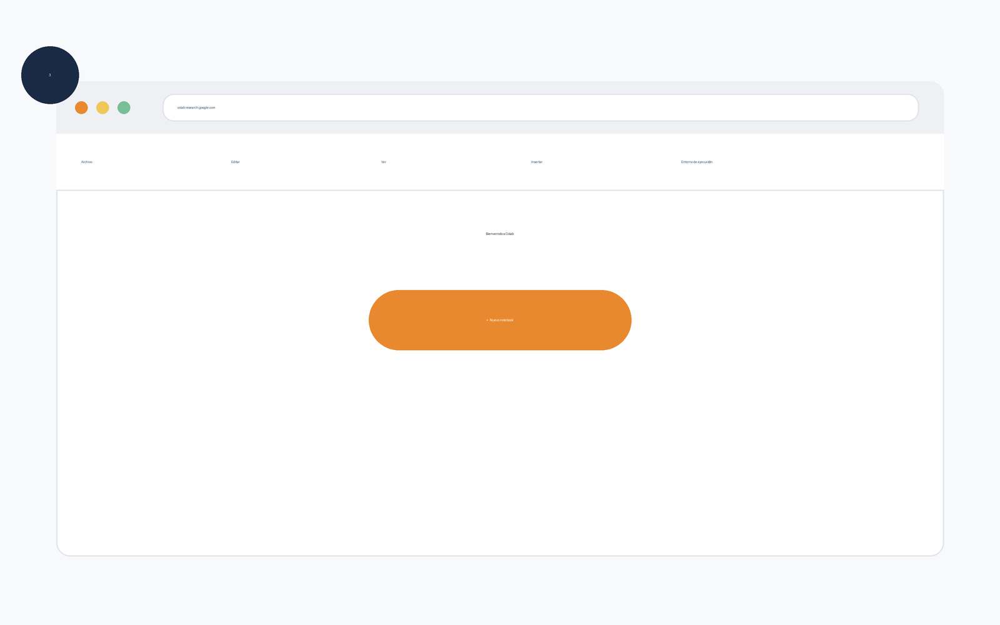 3
colab.research.google.com
Archivo Editar Ver Insertar Entorno de ejecución
Bienvenido a Colab
+ Nuevo notebook